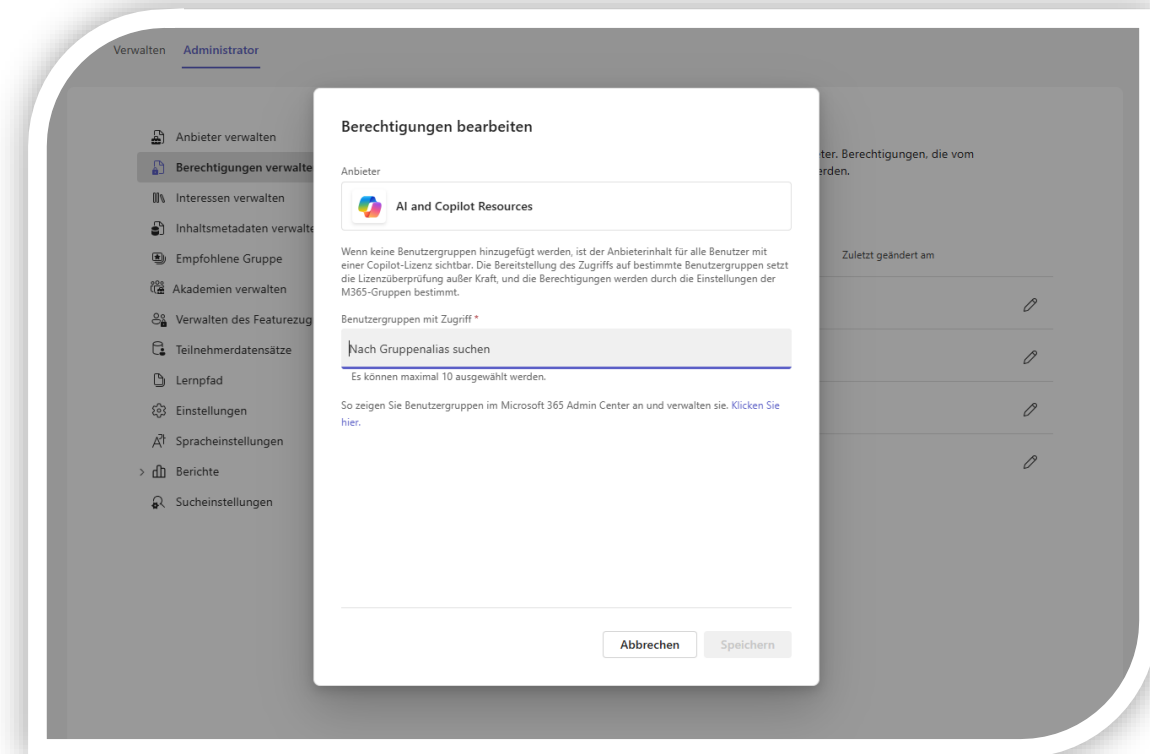 Verwalten Administrator
Anbieter verwalten
Berechtigungen verwalte
Interessen verwalten
Inhaltsmetadaten verwalte
Empfohlene Gruppe
Akademien verwalten
Verwalten des Featurezug
Teilnehmerdatensätze
Lernpfad
Einstellungen
Spracheinstellungen
Berichte
Sucheinstellungen
Berechtigungen bearbeiten
Anbieter
AI and Copilot Resources
Wenn keine Benutzergruppen hinzugefügt werden, ist der Anbieterinhalt für alle Benutzer mit
einer Copilot-Lizenz sichtbar. Die Bereitstellung des Zugriffs auf bestimmte Benutzergruppen setzt
die Lizenzüberprüfung außer Kraft, und die Berechtigungen werden durch die Einstellungen der
M365-Gruppen bestimmt.
Benutzergruppen mit Zugriff *
Nach Gruppenalias suchen
Es können maximal 10 ausgewählt werden.
So zeigen Sie Benutzergruppen im Microsoft 365 Admin Center an und verwalten sie. Klicken Sie
hier.
Abbrechen Speichern
ter. Berechtigungen, die vom
erden.
Zuletzt geändert am